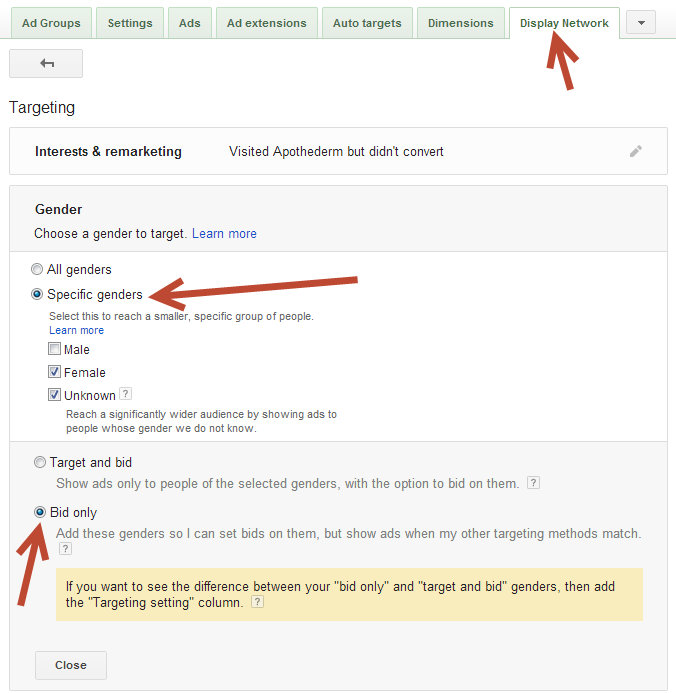 Ad Groups Settings Ads Ad extensions Auto targets Dimensions Display Network
Targeting
Interests & remarketing Visited Apothederm but didn't convert
Gender
Choose a gender to target. Learn more
All genders
Specific genders
Select this to reach a smaller, specific group of people.
Learn more
Male
Female
Unknown ?
Reach a significantly wider audience by showing ads to
people whose gender we do not know.
Target and bid
Show ads only to people of the selected genders, with the option to bid on them. ?
Bid only
Add these genders so I can set bids on them, but show ads when my other targeting methods match.
?
If you want to see the difference between your "bid only" and "target and bid" genders, then add
the "Targeting setting" column. ?
Close